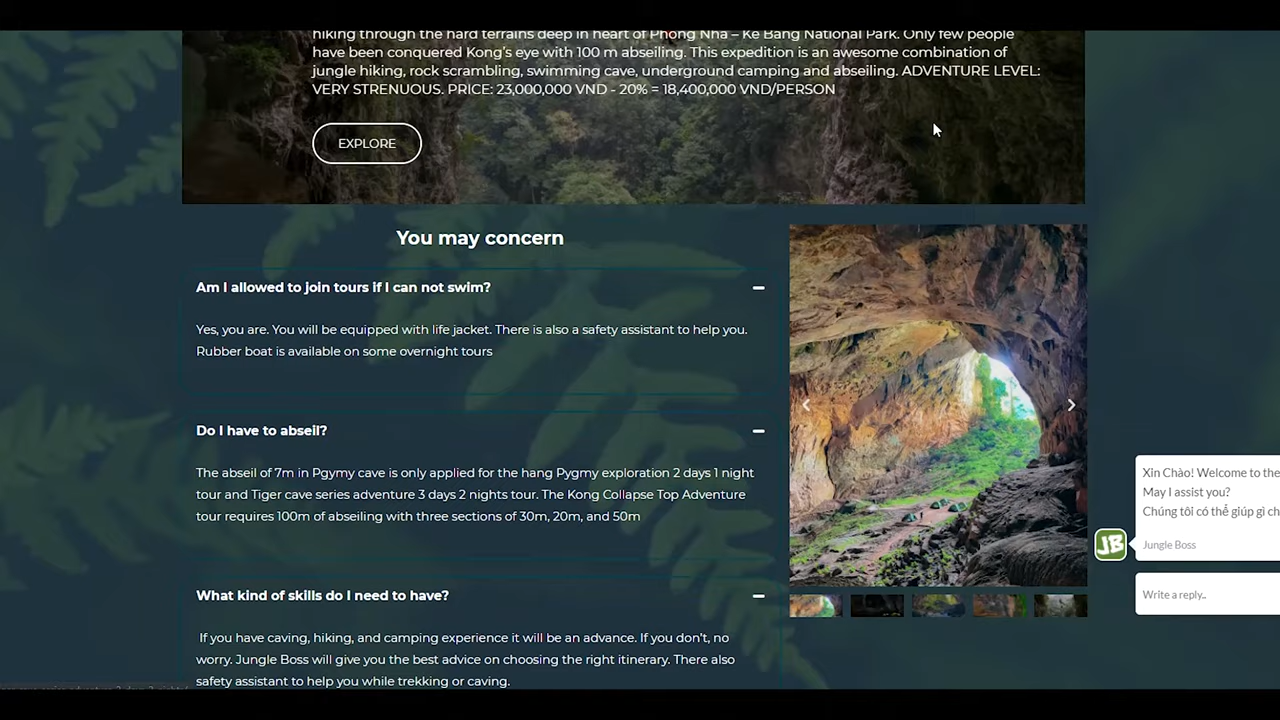 hiking through the hard terrains deep in heart of Phong Nha – Ke Bang National Park. Only few people
have been conquered Kong's eye with 100 m abseiling. This expedition is an awesome combination of
jungle hiking, rock scrambling, swimming cave, underground camping and abseiling. ADVENTURE LEVEL:
VERY STRENUOUS. PRICE: 23,000,000 VND - 20% = 18,400,000 VND/PERSON
EXPLORE
You may concern
Am I allowed to join tours if I can not swim?
Yes, you are. You will be equipped with life jacket. There is also a safety assistant to help you.
Rubber boat is available on some overnight tours
Do I have to abseil?
The abseil of 7m in Pgymy cave is only applied for the hang Pygmy exploration 2 days 1 night
tour and Tiger cave series adventure 3 days 2 nights tour. The Kong Collapse Top Adventure
tour requires 100m of abseiling with three sections of 30m, 20m, and 50m
What kind of skills do I need to have?
If you have caving, hiking, and camping experience it will be an advance. If you don't, no
worry. Jungle Boss will give you the best advice on choosing the right itinerary. There also
safety assistant to help you while trekking or caving.
Xin Chào! Welcome to the
May I assist you?
Chúng tôi có thể giúp gì ch
JB
Jungle Boss
Write a reply..